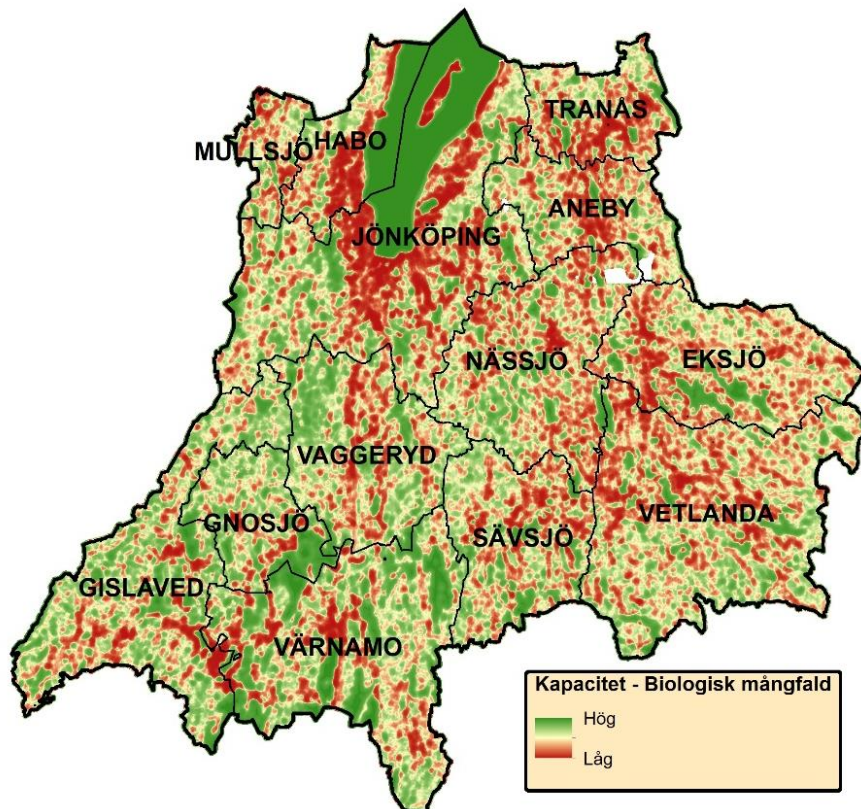 TRANÅS
HABO
MULLSJÖ
ANEBY
JÖNKÖPING
NÄSSJÖ
EKSJÖ
VAGGERYD
GNOSJÖ
VETLANDA
SÄVSJÖ
GISLAVED
VÄRNAMO
Kapacitet - Biologisk mångfald
Hög
Låg